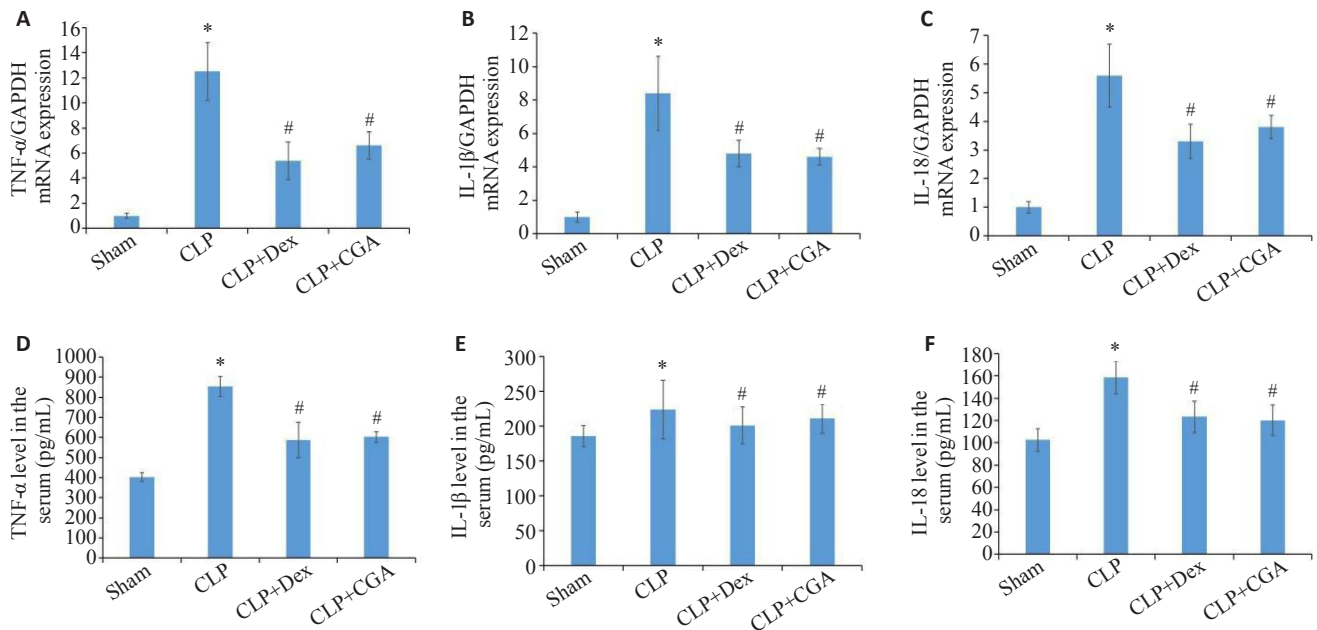 A
TNF-α/GAPDH
mRNA expression
16
14
12
10
8
6
4
2
0
*
#
#
Sham
CLP
CLP+Dex
CLP+CGA
B
IL-1β/GAPDH
mRNA expression
12
10
8
6
4
2
0
*
#
#
Sham
CLP
CLP+Dex
CLP+CGA
C
IL-18/GAPDH
mRNA expression
7
6
5
4
3
2
1
0
*
#
#
Sham
CLP
CLP+Dex
CLP+CGA
D
TNF-α level in the
serum (pg/mL)
1000
900
800
700
600
500
400
300
200
100
0
*
#
#
Sham
CLP
CLP+Dex
CLP+CGA
E
IL-1β level in the
serum (pg/mL)
300
250
200
150
100
50
0
*
#
#
Sham
CLP
CLP+Dex
CLP+CGA
F
IL-18 level in the
serum (pg/mL)
180
160
140
120
100
80
60
40
20
0
*
#
#
Sham
CLP
CLP+Dex
CLP+CGA